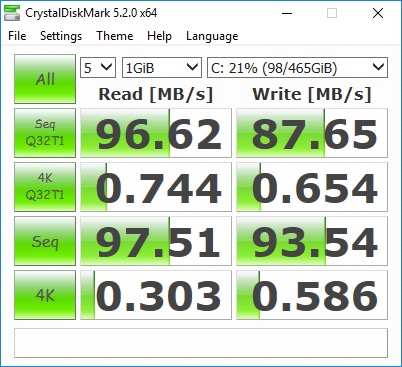 CrystalDiskMark 5.2.0 x64
File Settings Theme Help Language
All 5 1GiB C: 21% (98/465GiB)
Read [MB/s] Write [MB/s]
Seq
Q32T1 96.62 87.65
4K
Q32T1 0.744 0.654
Seq 97.51 93.54
4K 0.303 0.586